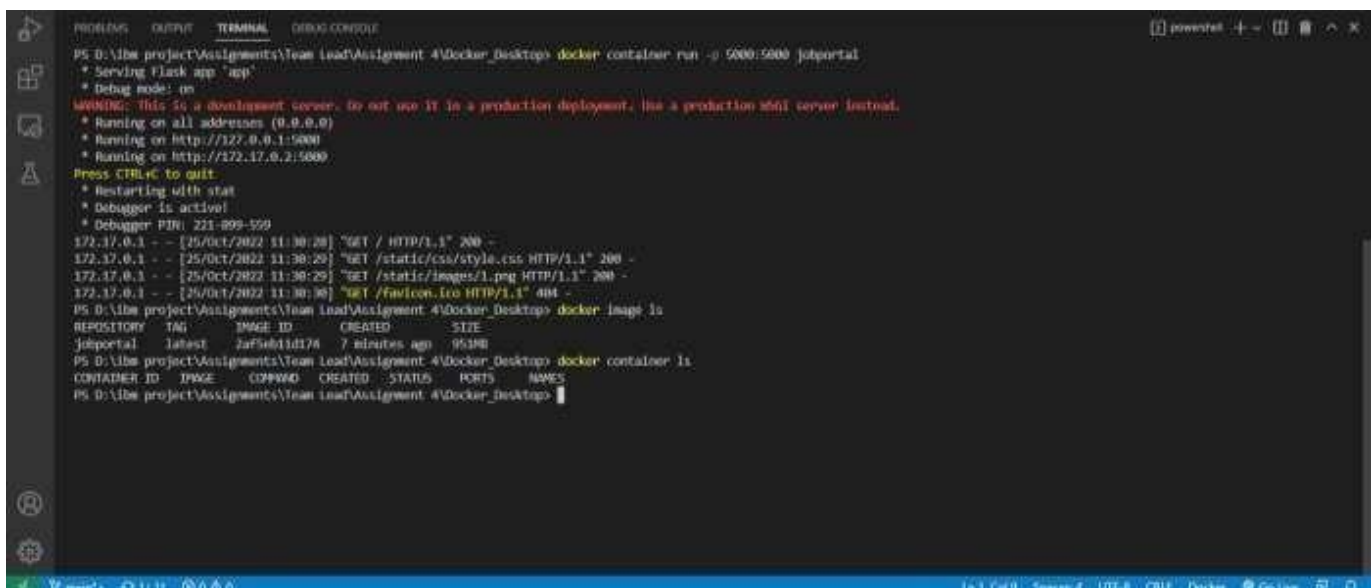 PROBLEMS OUTPUT TERMINAL DEBUG CONSOLE powershell
PS D:\ibm project\Assignments\Team Lead\Assignment 4\Docker_Desktop> docker container run -p 5000:5000 jobportal
* Serving Flask app "app"
* Debug mode: on
WARNING: This is a development server. Do not use it in a production deployment. Use a production WSGI server instead.
* Running on all addresses (0.0.0.0)
* Running on http://127.0.0.1:5000
* Running on http://172.17.0.2:5000
Press CTRL+C to quit
* Restarting with stat
* Debugger is active!
* Debugger PIN: 221-899-559
172.17.0.1 - - [25/Oct/2022 11:30:28] "GET / HTTP/1.1" 200 -
172.17.0.1 - - [25/Oct/2022 11:30:29] "GET /static/css/style.css HTTP/1.1" 200 -
172.17.0.1 - - [25/Oct/2022 11:30:29] "GET /static/images/1.png HTTP/1.1" 200 -
172.17.0.1 - - [25/Oct/2022 11:30:30] "GET /favicon.ico HTTP/1.1" 404 -
PS D:\ibm project\Assignments\Team Lead\Assignment 4\Docker_Desktop> docker image ls
REPOSITORY TAG IMAGE ID CREATED SIZE
jobportal latest 2af5eb11d174 7 minutes ago 951MB
PS D:\ibm project\Assignments\Team Lead\Assignment 4\Docker_Desktop> docker container ls
CONTAINER ID IMAGE COMMAND CREATED STATUS PORTS NAMES
PS D:\ibm project\Assignments\Team Lead\Assignment 4\Docker_Desktop>
UTF-8 CRLF Docker Go Live